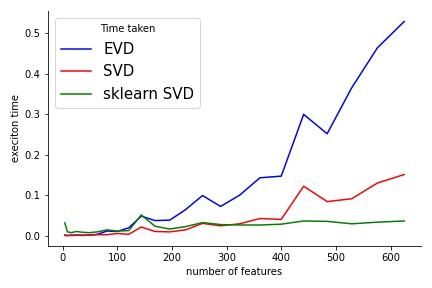 Time taken
EVD
SVD
sklearn SVD
0.5
0.4
0.3
0.2
0.1
0.0
execiton time
0 100 200 300 400 500 600
number of features